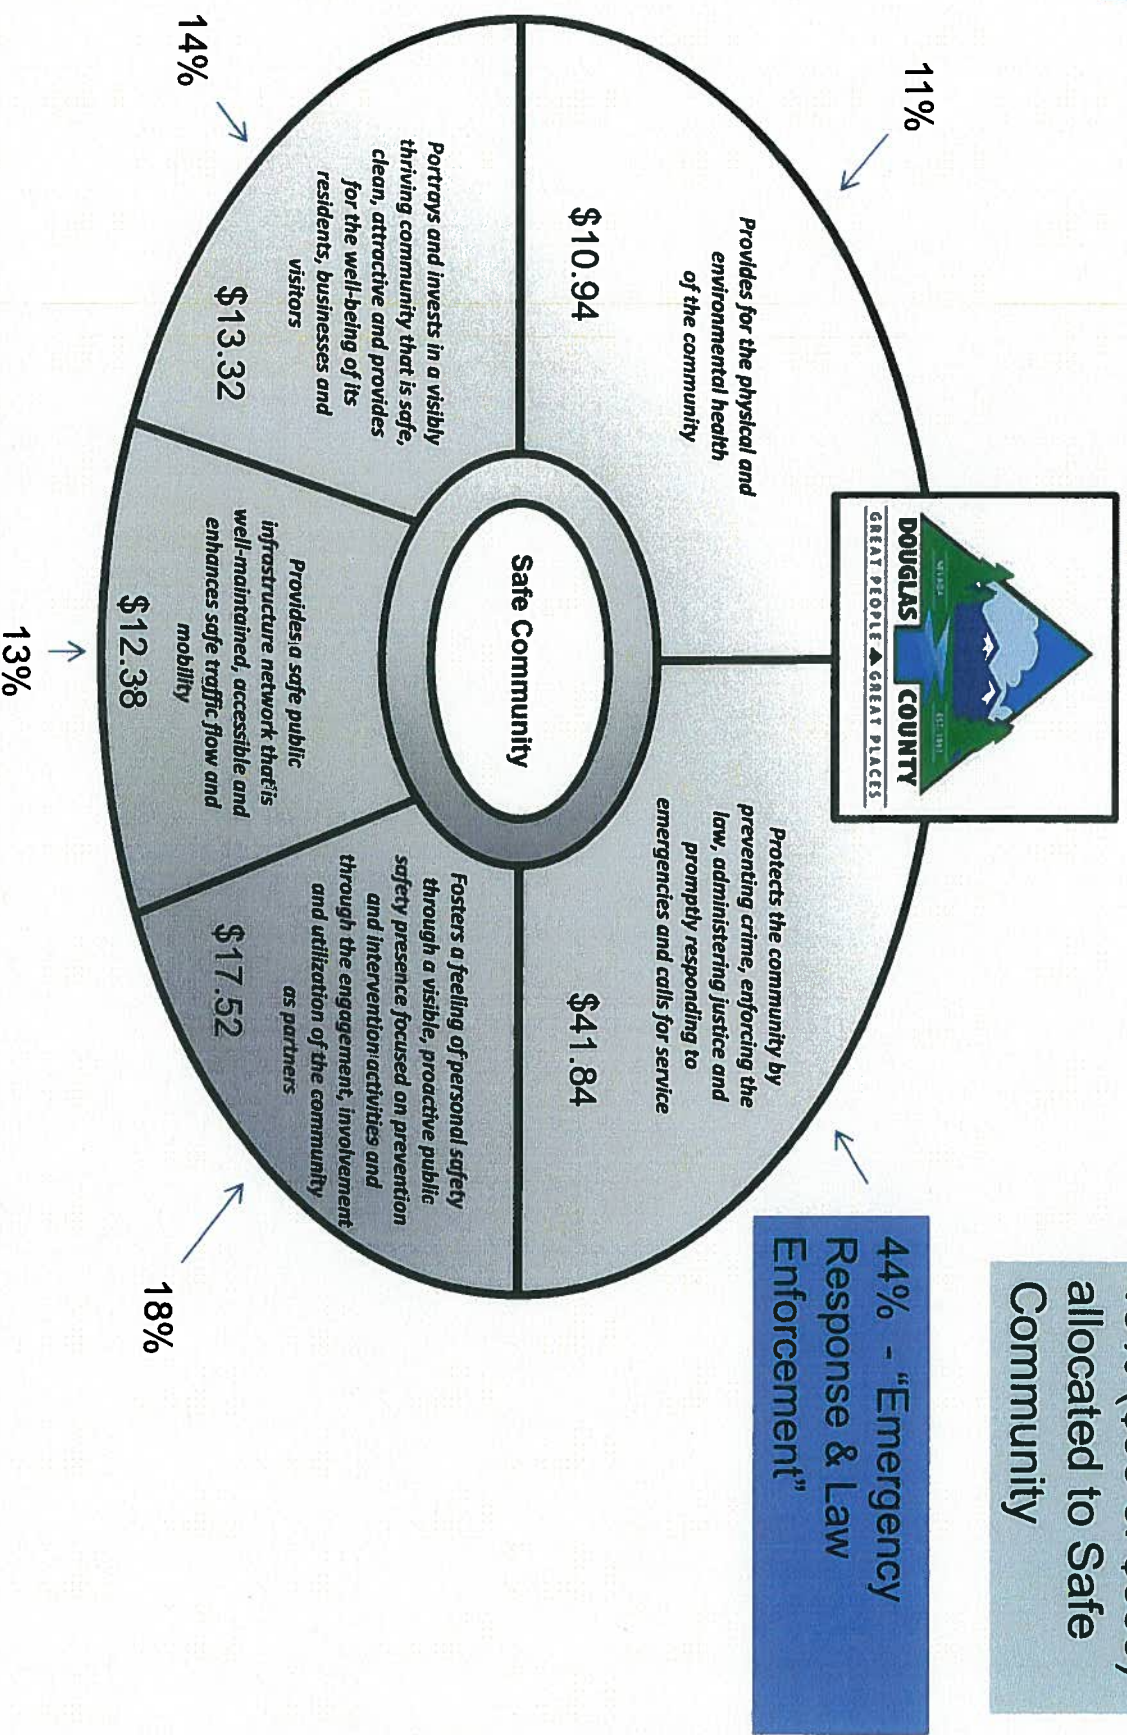 allocated to Safe
Community
44% - “Emergency
Response & Law
Enforcement”
NEVADA
DOUGLAS COUNTY
GREAT PEOPLE GREAT PLACES
11%
Provides for the physical and
environmental health
of the community
$10.94
Protects the community by
preventing crime, enforcing the
law, administering justice and
promptly responding to
emergencies and calls for service
$41.84
Safe Community
14%
Portrays and invests in a visibly
thriving community that is safe,
clean, attractive and provides
for the well-being of its
residents, businesses and
visitors
$13.32
Provides a safe public
infrastructure network that is
well-maintained, accessible and
enhances safe traffic flow and
mobility
$12.38
13%
Fosters a feeling of personal safety
through a visible, proactive public
safety presence focused on prevention
and intervention activities and
through the engagement, involvement
and utilization of the community
as partners
$17.52
18%